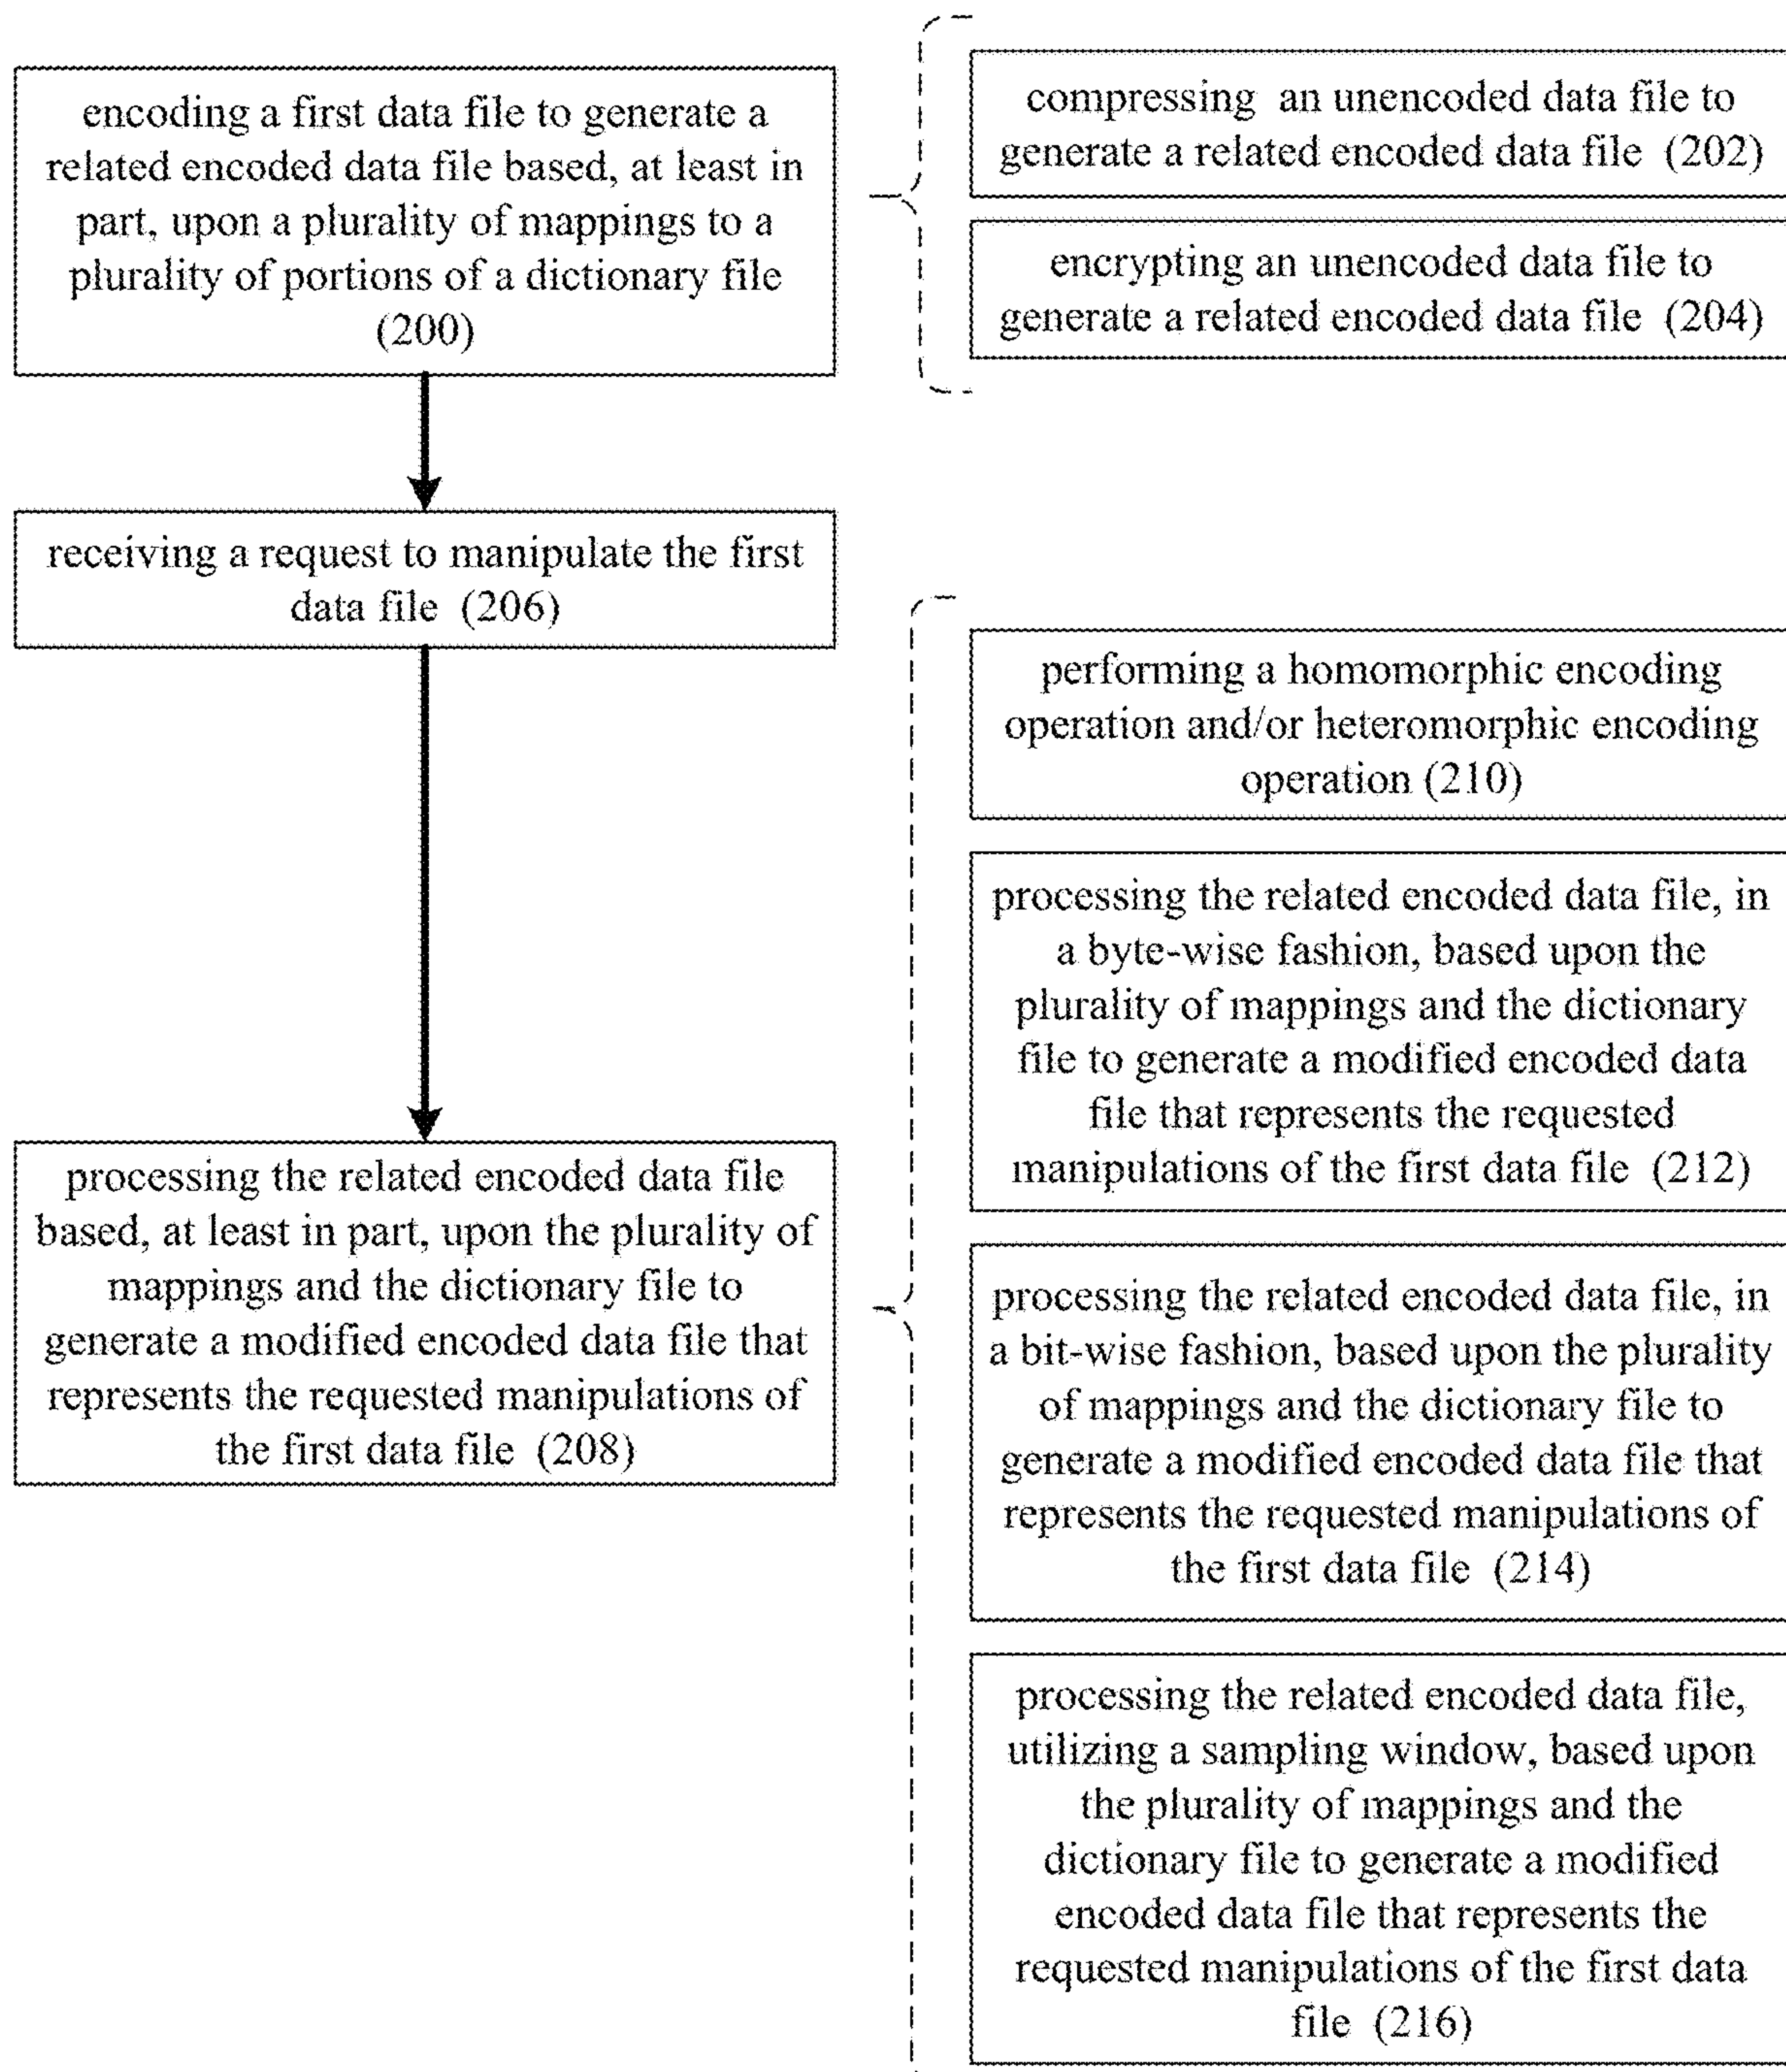 encoding a first data file to generate a
related encoded data file based, at least in
part, upon a plurality of mappings to a
plurality of portions of a dictionary file
(200)
compressing an unencoded data file to
generate a related encoded data file (202)
encrypting an unencoded data file to
generate a related encoded data file (204)
receiving a request to manipulate the first
data file (206)
processing the related encoded data file
based, at least in part, upon the plurality of
mappings and the dictionary file to
generate a modified encoded data file that
represents the requested manipulations of
the first data file (208)
performing a homomorphic encoding
operation and/or heteromorphic encoding
operation (210)
processing the related encoded data file, in
a byte-wise fashion, based upon the
plurality of mappings and the dictionary
file to generate a modified encoded data
file that represents the requested
manipulations of the first data file (212)
processing the related encoded data file, in
a bit-wise fashion, based upon the plurality
of mappings and the dictionary file to
generate a modified encoded data file that
represents the requested manipulations of
the first data file (214)
processing the related encoded data file,
utilizing a sampling window, based upon
the plurality of mappings and the
dictionary file to generate a modified
encoded data file that represents the
requested manipulations of the first data
file (216)